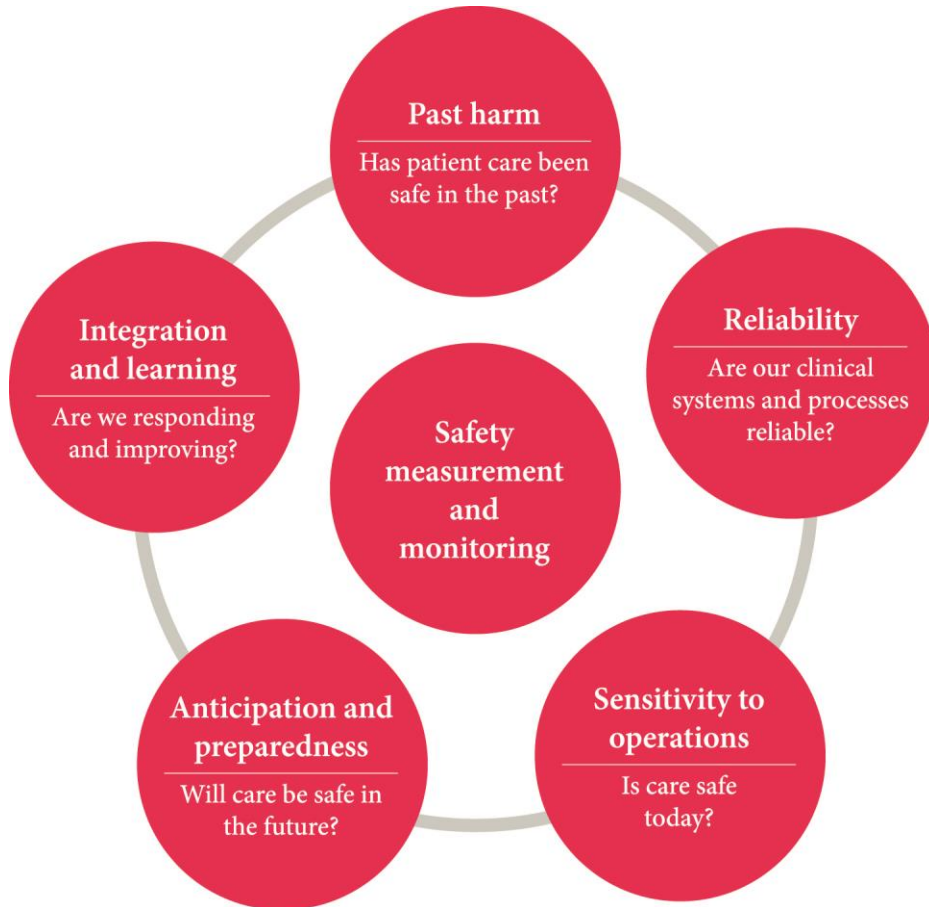 Past harm
Has patient care been
safe in the past?
Reliability
Are our clinical
systems and processes
reliable?
Sensitivity to
operations
Is care safe
today?
Anticipation and
preparedness
Will care be safe in
the future?
Integration
and learning
Are we responding
and improving?
Safety
measurement
and
monitoring